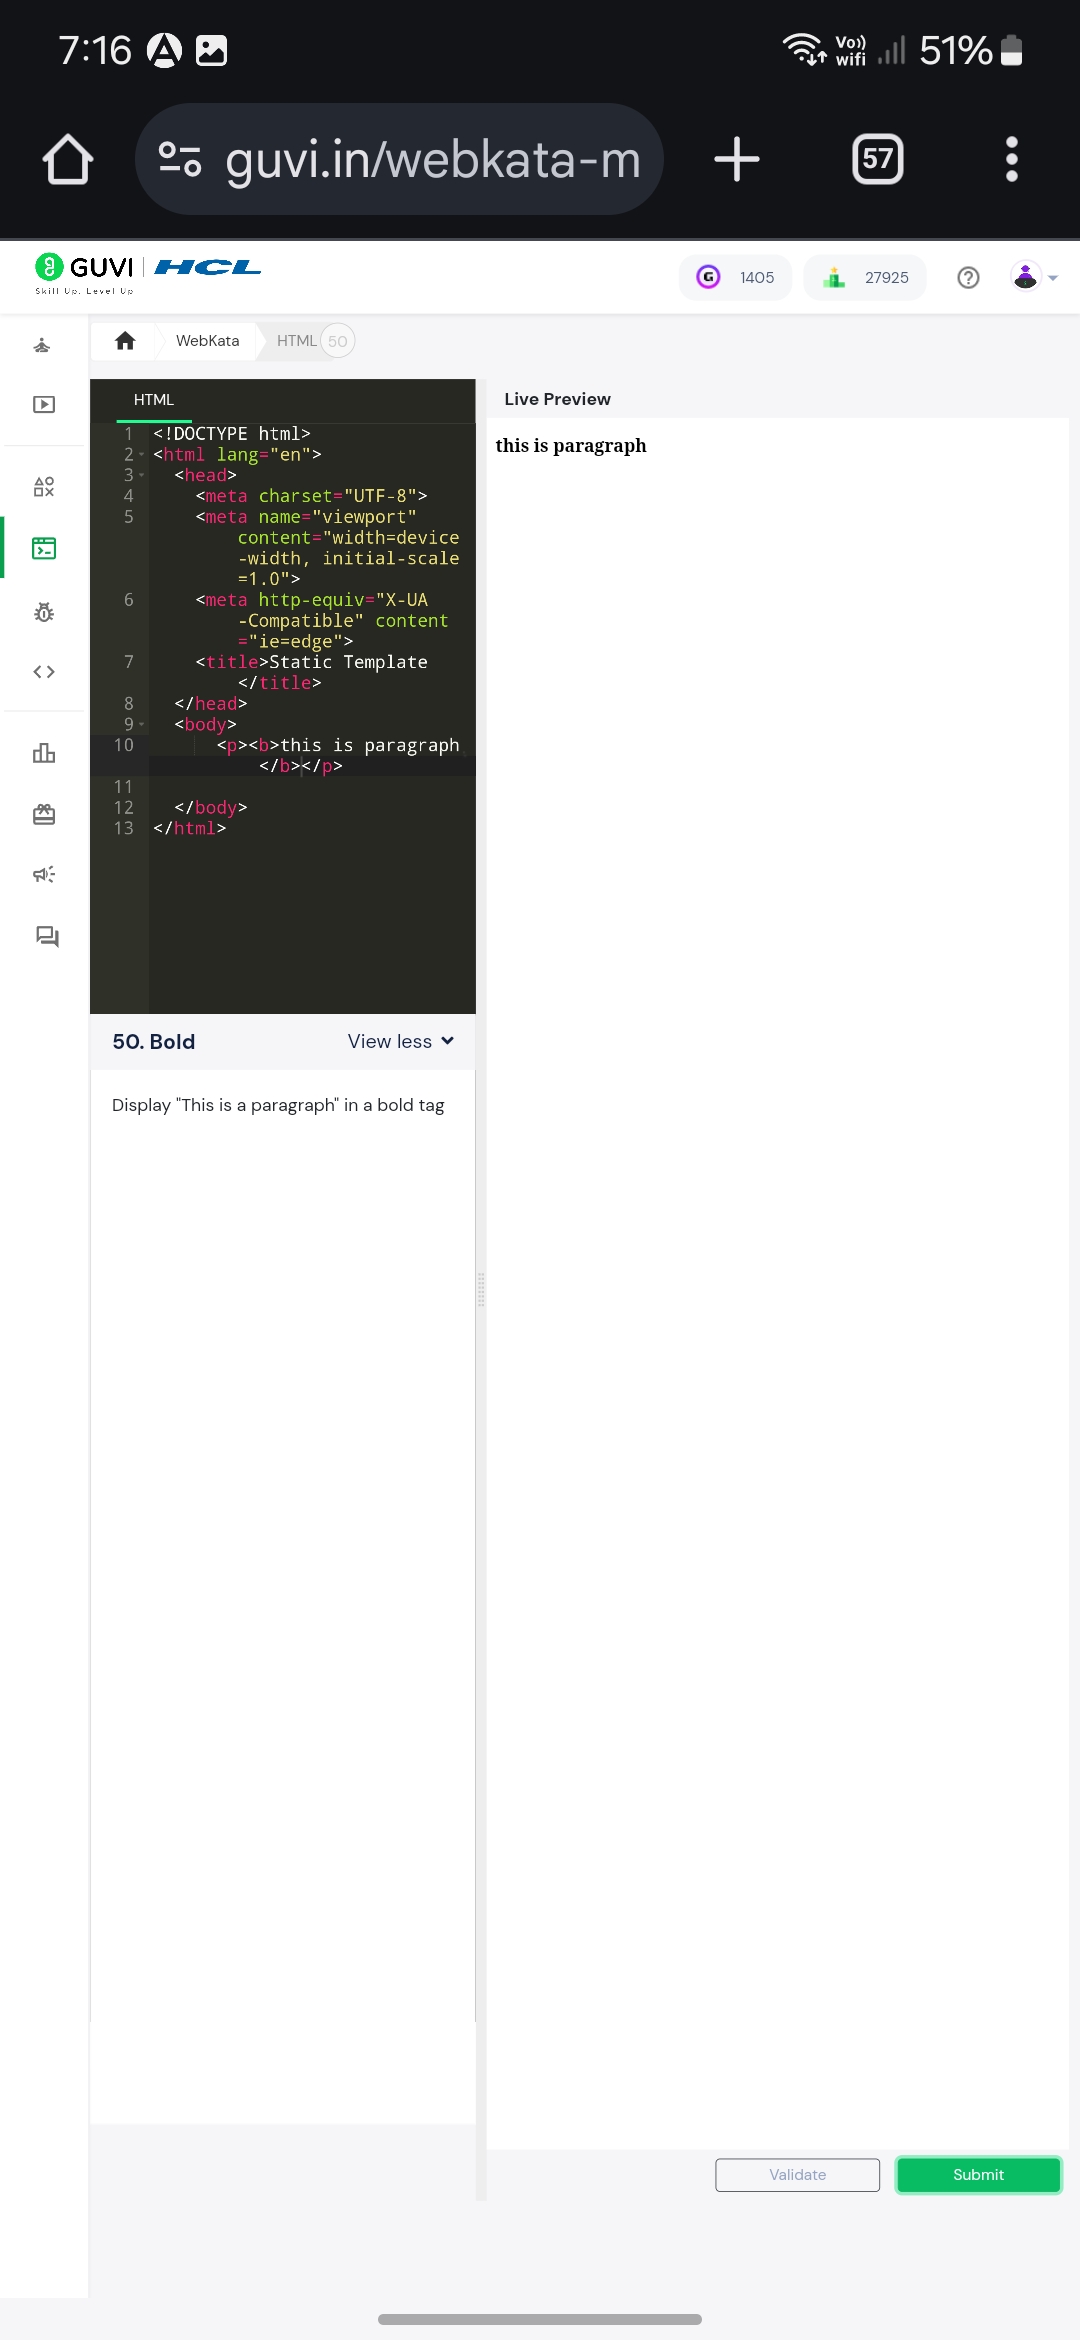 7:16
Vo)) wifi
51%
guvi.in/webkata-m
57
GUVI | HCL
Skill Up. Level Up
1405
27925
WebKata
HTML 50
HTML
1 <!DOCTYPE html>
2 <html lang="en">
3 <head>
4 <meta charset="UTF-8">
5 <meta name="viewport"
content="width=device
-width, initial-scale
=1.0">
6 <meta http-equiv="X-UA
-Compatible" content
="ie=edge">
7 <title>Static Template
</title>
8 </head>
9 <body>
10 <p><b>this is paragraph
</b></p>
11
12 </body>
13 </html>
50. Bold
View less
Display "This is a paragraph" in a bold tag
Live Preview
this is paragraph
Validate
Submit